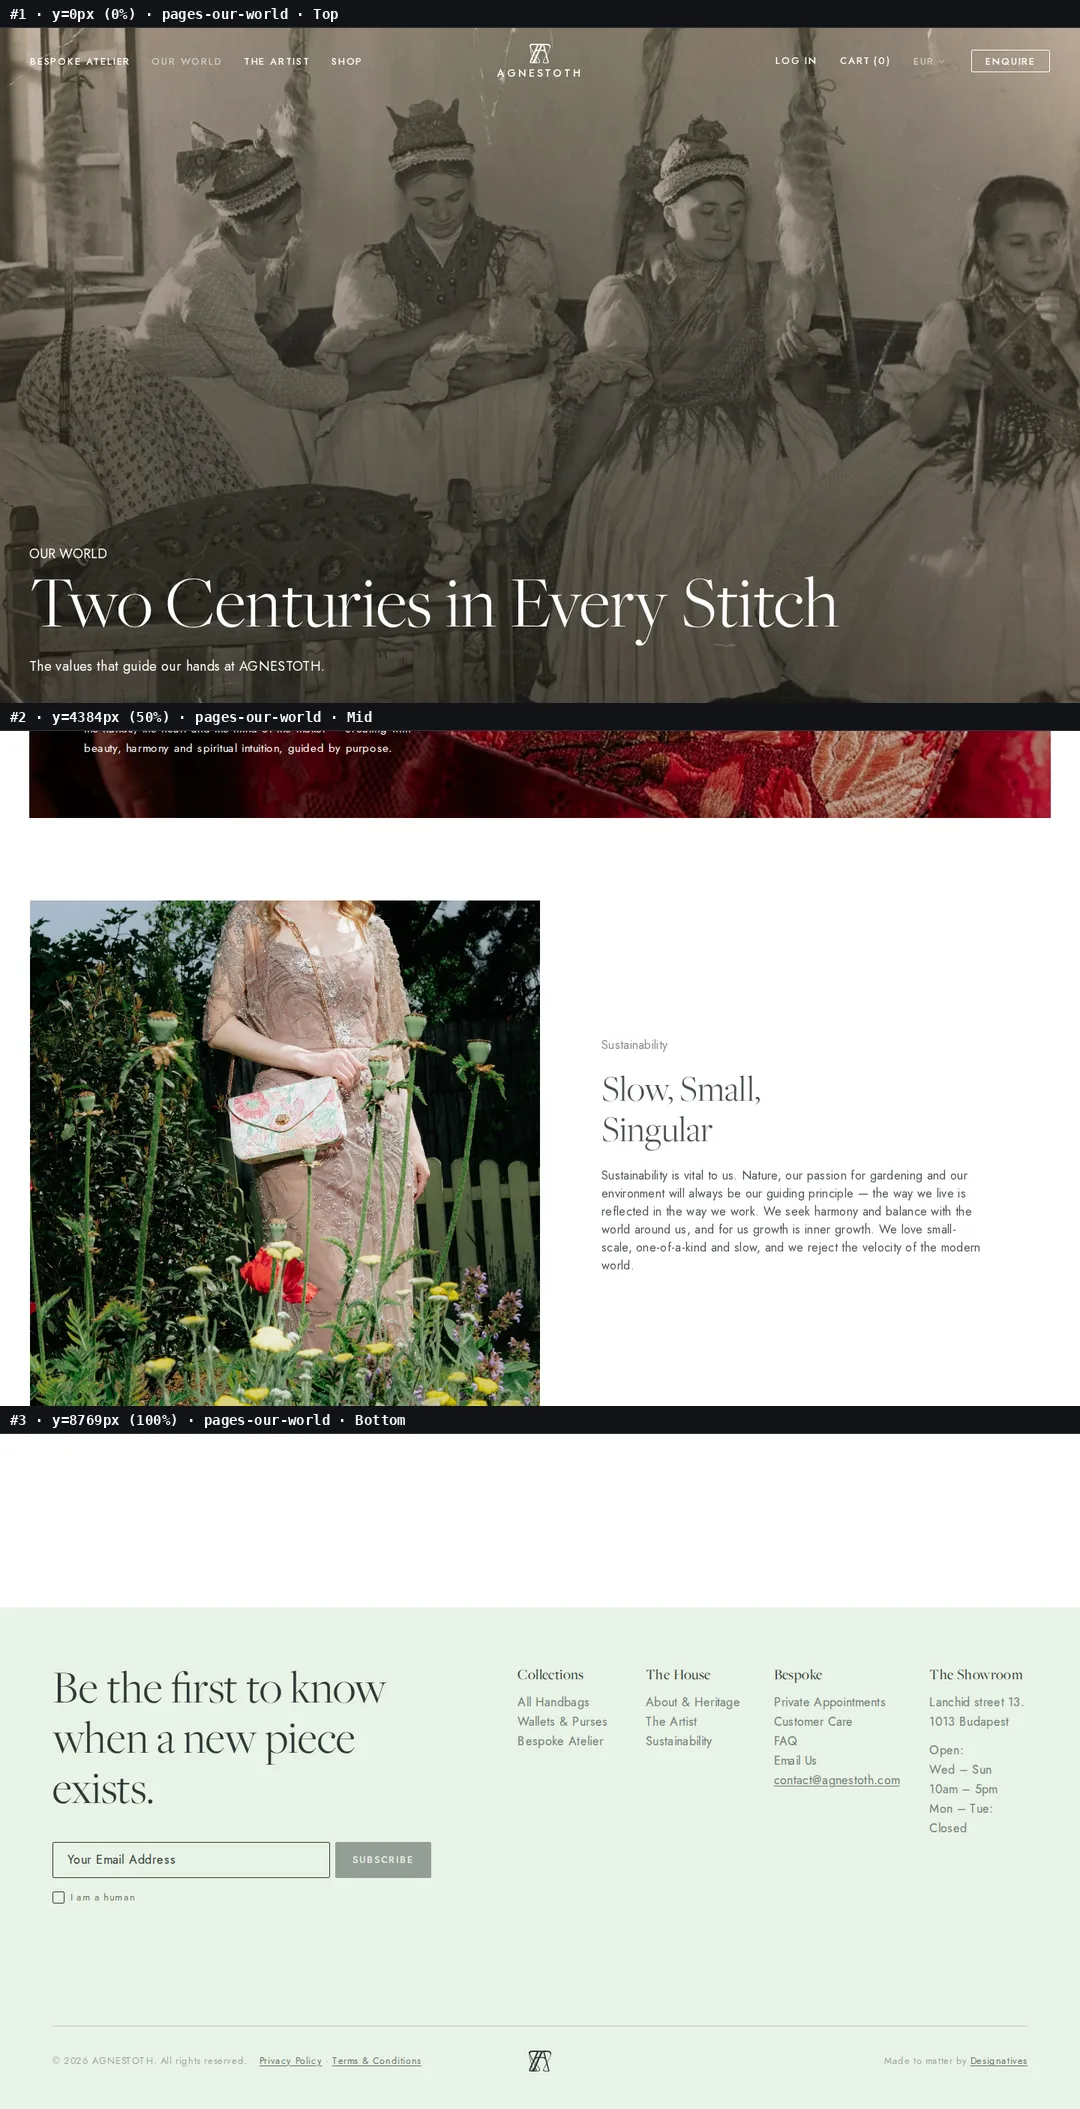 #1 · y=0px (0%) · pages-our-world · Top
BESPOKE ATELIER OUR WORLD THE ARTIST SHOP
AGNESTOTH
LOG IN CART (0) EUR ENQUIRE
OUR WORLD
Two Centuries in Every Stitch
The values that guide our hands at AGNESTOTH.
#2 · y=4384px (50%) · pages-our-world · Mid
beauty, harmony and spiritual intuition, guided by purpose.
Sustainability
Slow, Small,
Singular
Sustainability is vital to us. Nature, our passion for gardening and our
environment will always be our guiding principle — the way we live is
reflected in the way we work. We seek harmony and balance with the
world around us, and for us growth is inner growth. We love small-
scale, one-of-a-kind and slow, and we reject the velocity of the modern
world.
#3 · y=8769px (100%) · pages-our-world · Bottom
Be the first to know
when a new piece
exists.
Your Email Address
SUBSCRIBE
I am a human
Collections
All Handbags
Wallets & Purses
Bespoke Atelier
The House
About & Heritage
The Artist
Sustainability
Bespoke
Private Appointments
Customer Care
FAQ
Email Us
contact@agnestoth.com
The Showroom
Lanchid street 13.
1013 Budapest
Open:
Wed – Sun
10am – 5pm
Mon – Tue:
Closed
© 2026 AGNESTOTH. All rights reserved. Privacy Policy · Terms & Conditions
Made to matter by Designatives